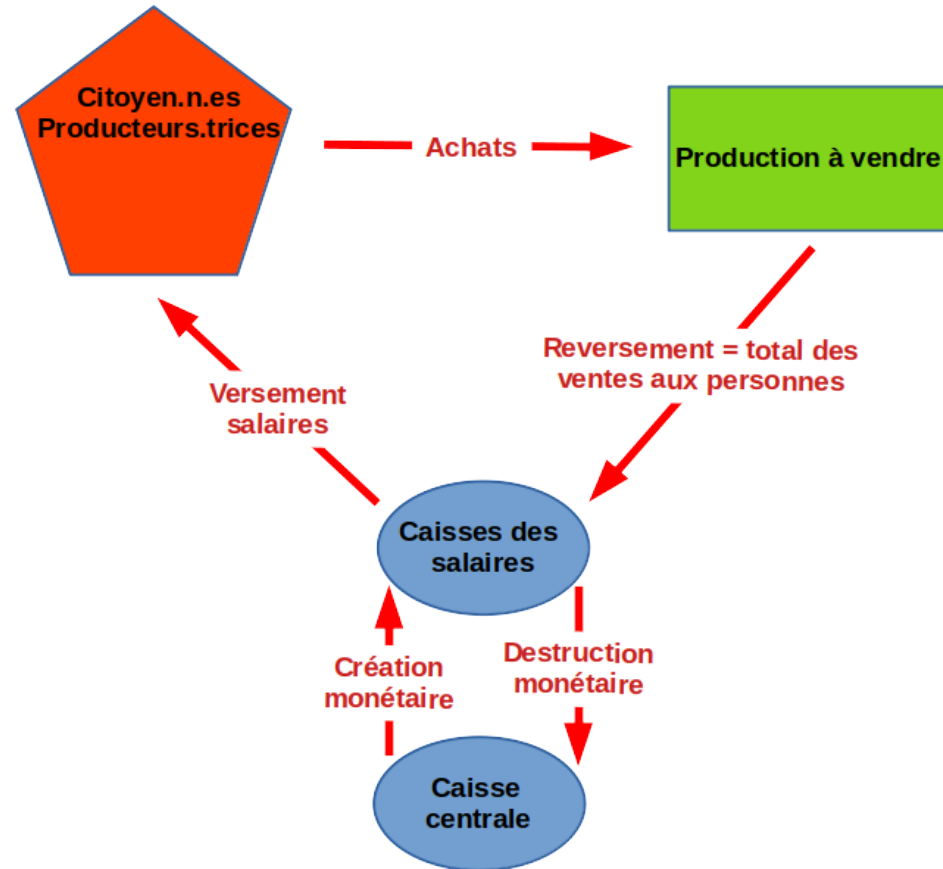 Citoyen.n.es
Producteurs.trices
Achats
Production à vendre
Reversement = total des
ventes aux personnes
Versement
salaires
Caisses des
salaires
Création
monétaire
Destruction
monétaire
Caisse
centrale